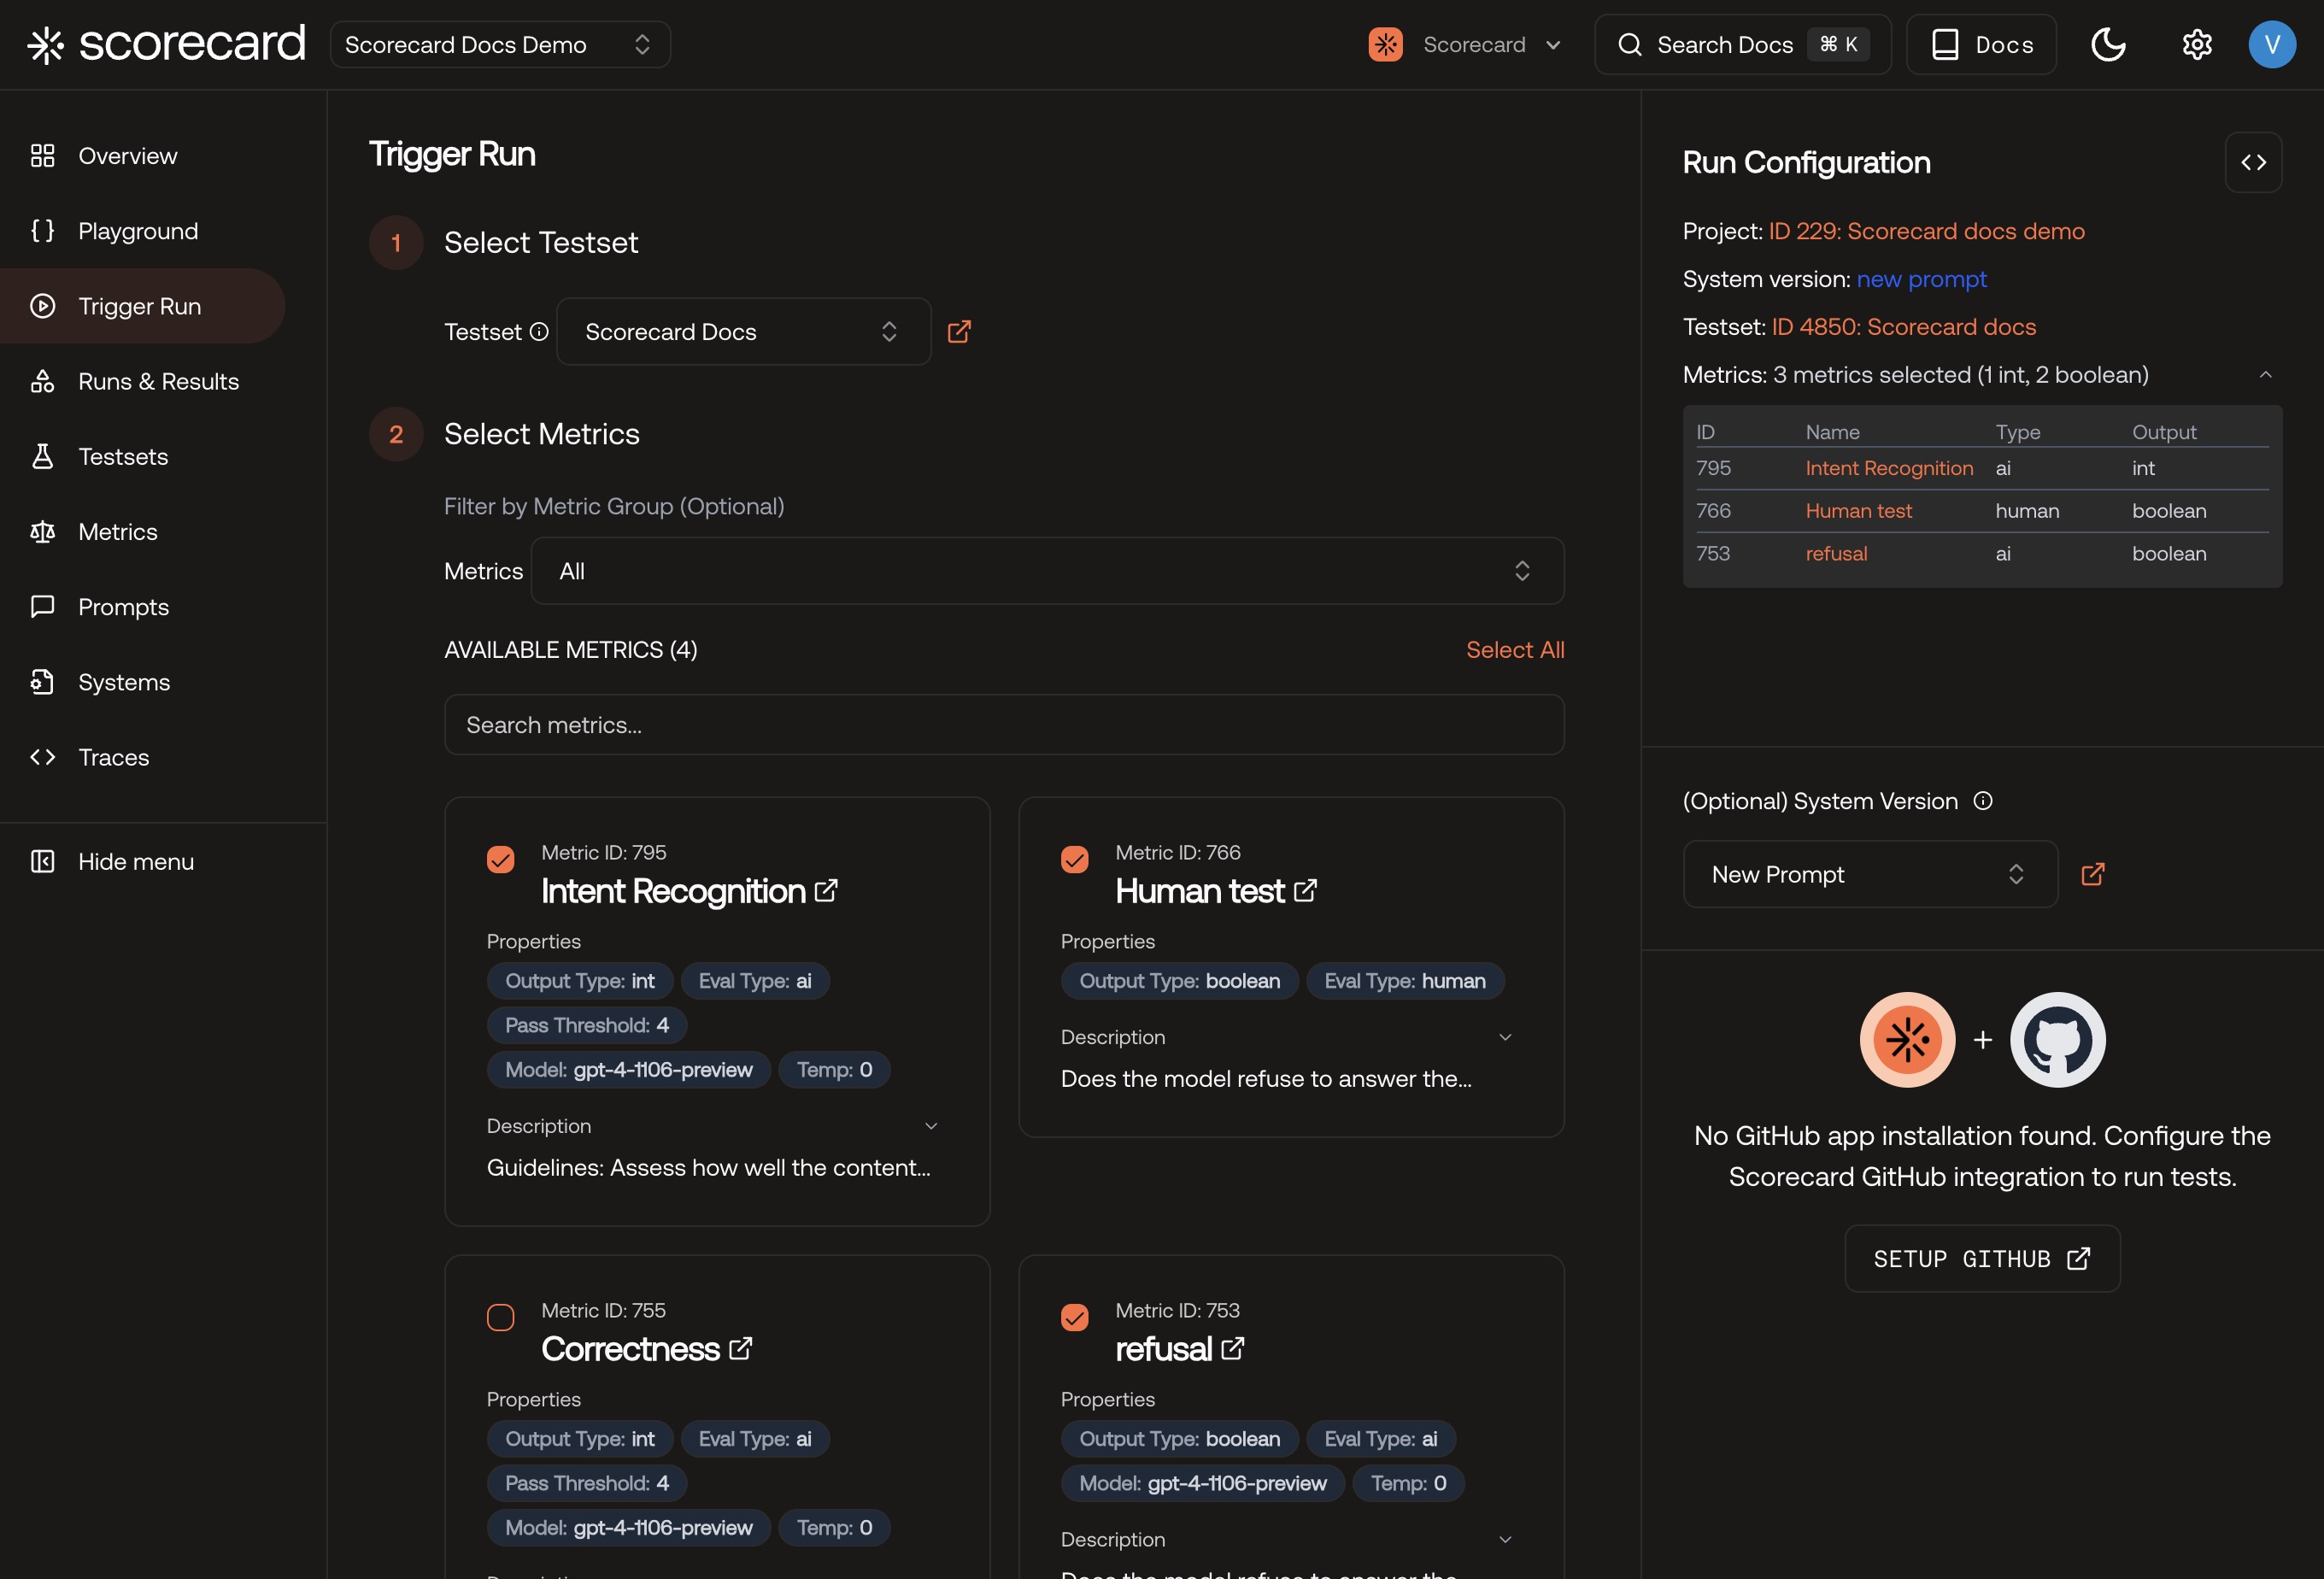 scorecard
Scorecard Docs Demo
Scorecard
Search Docs ⌘ K
Docs
V
Overview
Playground
Trigger Run
Runs & Results
Testsets
Metrics
Prompts
Systems
Traces
Hide menu
Trigger Run
1 Select Testset
Testset Scorecard Docs
2 Select Metrics
Filter by Metric Group (Optional)
Metrics All
AVAILABLE METRICS (4) Select All
Search metrics...
Metric ID: 795
Intent Recognition
Properties
Output Type: int Eval Type: ai
Pass Threshold: 4
Model: gpt-4-1106-preview Temp: 0
Description
Guidelines: Assess how well the content...
Metric ID: 766
Human test
Properties
Output Type: boolean Eval Type: human
Description
Does the model refuse to answer the...
Metric ID: 755
Correctness
Properties
Output Type: int Eval Type: ai
Pass Threshold: 4
Model: gpt-4-1106-preview Temp: 0
Metric ID: 753
refusal
Properties
Output Type: boolean Eval Type: ai
Model: gpt-4-1106-preview Temp: 0
Description
Does the model refuse to answer the...
Run Configuration
Project: ID 229: Scorecard docs demo
System version: new prompt
Testset: ID 4850: Scorecard docs
Metrics: 3 metrics selected (1 int, 2 boolean)
ID Name Type Output
795 Intent Recognition ai int
766 Human test human boolean
753 refusal ai boolean
(Optional) System Version
New Prompt
No GitHub app installation found. Configure the
Scorecard GitHub integration to run tests.
SETUP GITHUB